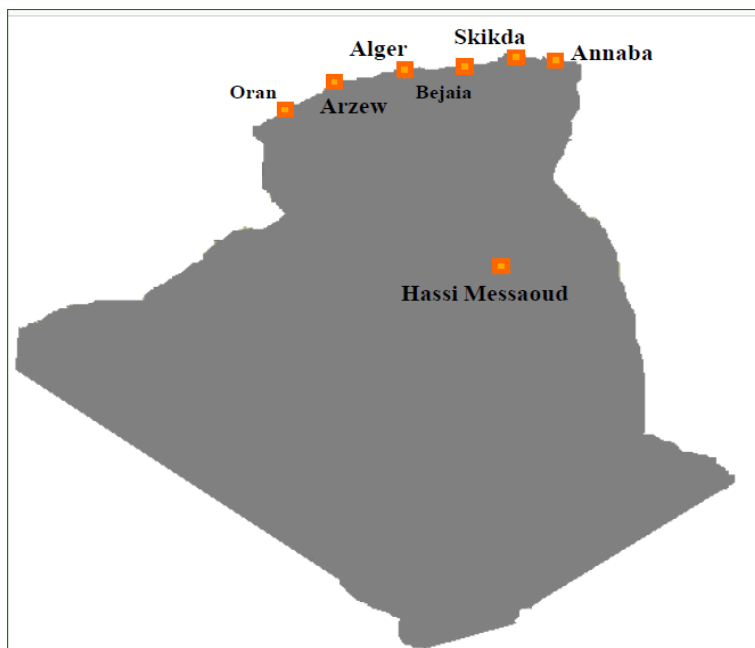 Skikda
Alger
Annaba
Oran
Bejaia
Arzew
Hassi Messaoud